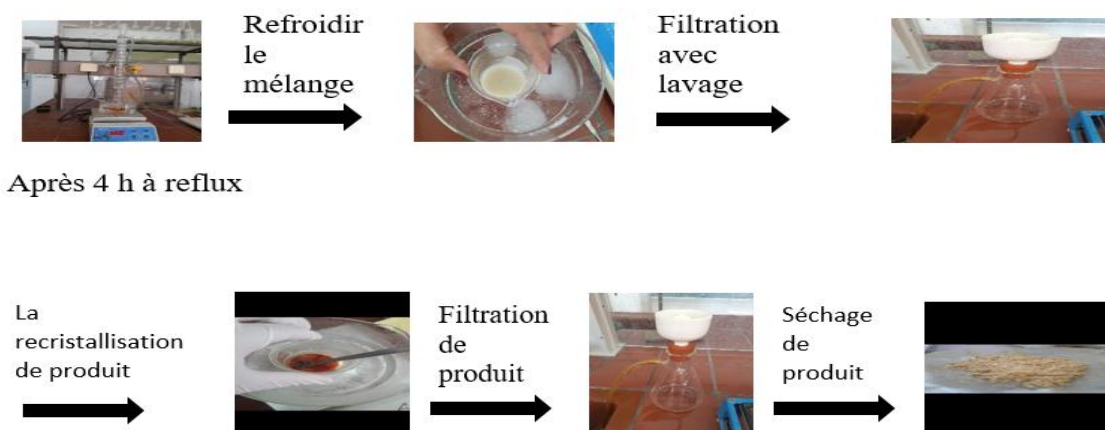 Refroidir
le
mélange
Filtration
avec
lavage
Après 4 h à reflux
La
recristallisation
de produit
Filtration
de
produit
Séchage
de
produit